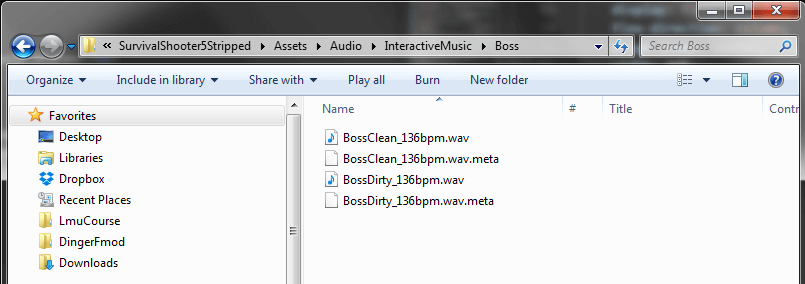 « SurvivalShooter5Stripped Assets Audio InteractiveMusic Boss Search Boss
Organize Include in library Share with Play all Burn New folder
Favorites
Desktop
Libraries
Dropbox
Recent Places
LmuCourse
DingerFmod
Downloads
Name # Title Contri
BossClean_136bpm.wav
BossClean_136bpm.wav.meta
BossDirty_136bpm.wav
BossDirty_136bpm.wav.meta